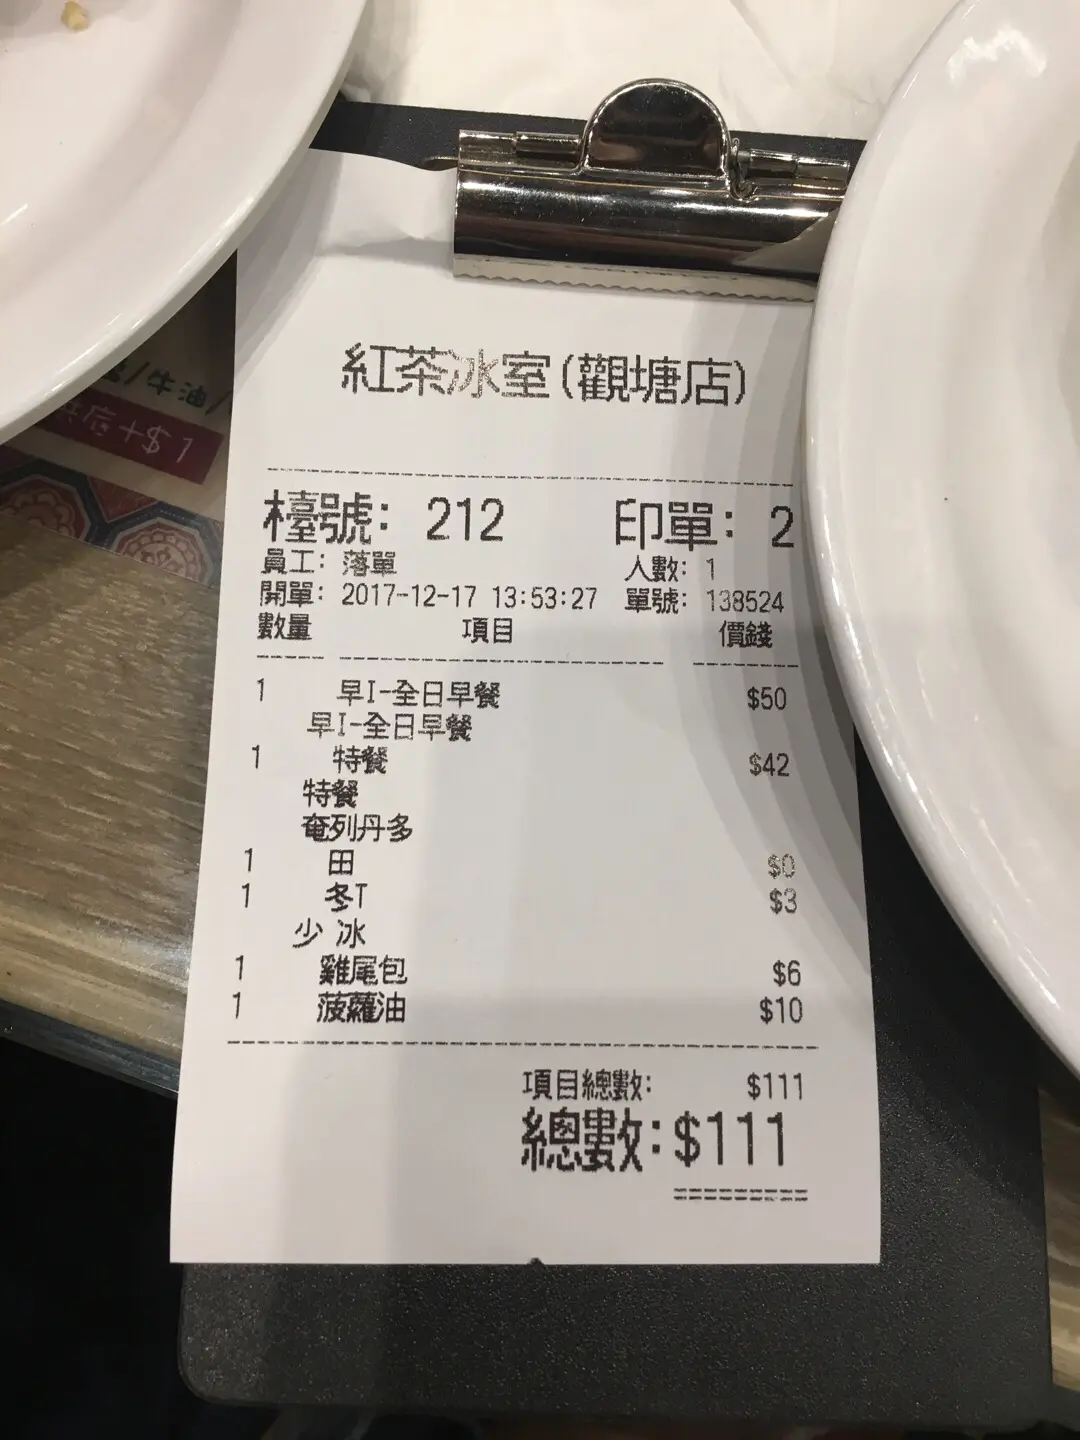 /牛油/
底+$1
紅茶冰室(觀塘店)
檯號: 212 印單: 2
員工: 落單 人數: 1
開單: 2017-12-17 13:53:27 單號: 138524
數量 項目 價錢
1 早I-全日早餐 $50
早I-全日早餐
1 特餐 $42
特餐
奄列丹多
1 田 $0
1 冬T $3
少 冰
1 雞尾包 $6
1 菠蘿油 $10
項目總數: $111
總數: $111